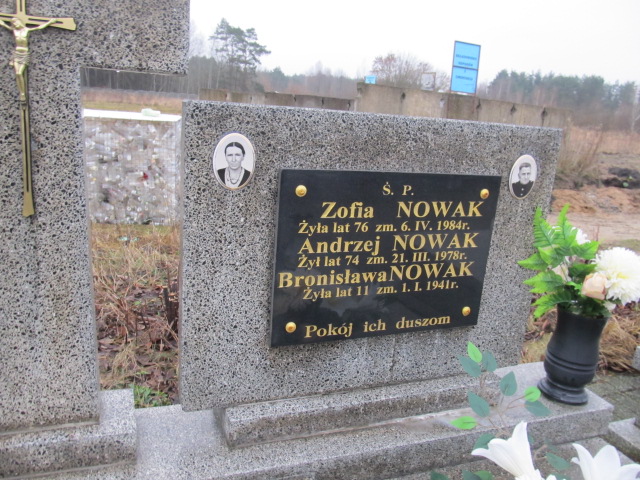 Ś. P.
Zofia NOWAK
Żyła lat 76 zm. 6. IV. 1984r.
Andrzej NOWAK
Żył lat 74 zm. 21. III. 1978r.
Bronisława NOWAK
Żyła lat 11 zm. 1. I. 1941r.
Pokój ich duszom